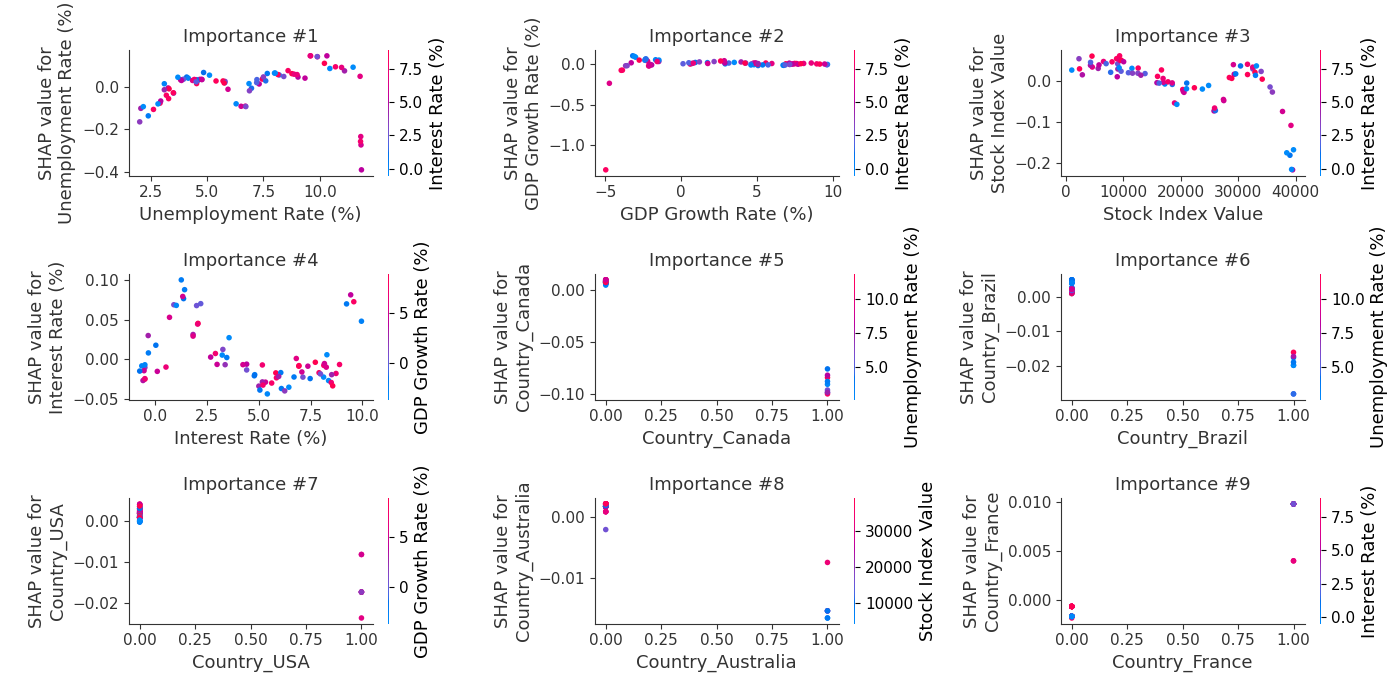 Importance #1
SHAP value for
Unemployment Rate (%)
0.0
−0.2
−0.4
2.5 5.0 7.5 10.0
Unemployment Rate (%)
7.5
5.0
2.5
0.0
Interest Rate (%)
Importance #2
SHAP value for
GDP Growth Rate (%)
0.0
−0.5
−1.0
−5 0 5 10
GDP Growth Rate (%)
7.5
5.0
2.5
0.0
Interest Rate (%)
Importance #3
SHAP value for
Stock Index Value
0.0
−0.1
−0.2
0 10000 20000 30000 40000
Stock Index Value
7.5
5.0
2.5
0.0
Interest Rate (%)
Importance #4
SHAP value for
Interest Rate (%)
0.10
0.05
0.00
−0.05
0.0 2.5 5.0 7.5 10.0
Interest Rate (%)
5
0
GDP Growth Rate (%)
Importance #5
SHAP value for
Country_Canada
0.00
−0.05
−0.10
0.00 0.25 0.50 0.75 1.00
Country_Canada
10.0
7.5
5.0
Unemployment Rate (%)
Importance #6
SHAP value for
Country_Brazil
0.00
−0.01
−0.02
0.00 0.25 0.50 0.75 1.00
Country_Brazil
10.0
7.5
5.0
Unemployment Rate (%)
Importance #7
SHAP value for
Country_USA
0.00
−0.01
−0.02
0.00 0.25 0.50 0.75 1.00
Country_USA
5
0
GDP Growth Rate (%)
Importance #8
SHAP value for
Country_Australia
0.00
−0.01
0.00 0.25 0.50 0.75 1.00
Country_Australia
30000
20000
10000
Stock Index Value
Importance #9
SHAP value for
Country_France
0.010
0.005
0.000
0.00 0.25 0.50 0.75 1.00
Country_France
7.5
5.0
2.5
0.0
Interest Rate (%)